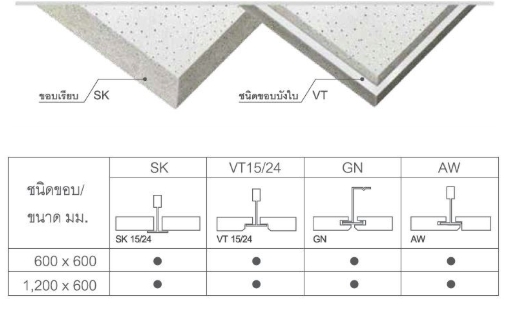 ขอบเรียบ / SK
ชนิดขอบบังใบ / VT
ชนิดขอบ/
ขนาด มม.
SK
VT15/24
GN
AW
SK 15/24
VT 15/24
GN
AW
600 x 600 ● ● ● ●
1,200 x 600 ● ● ● ●